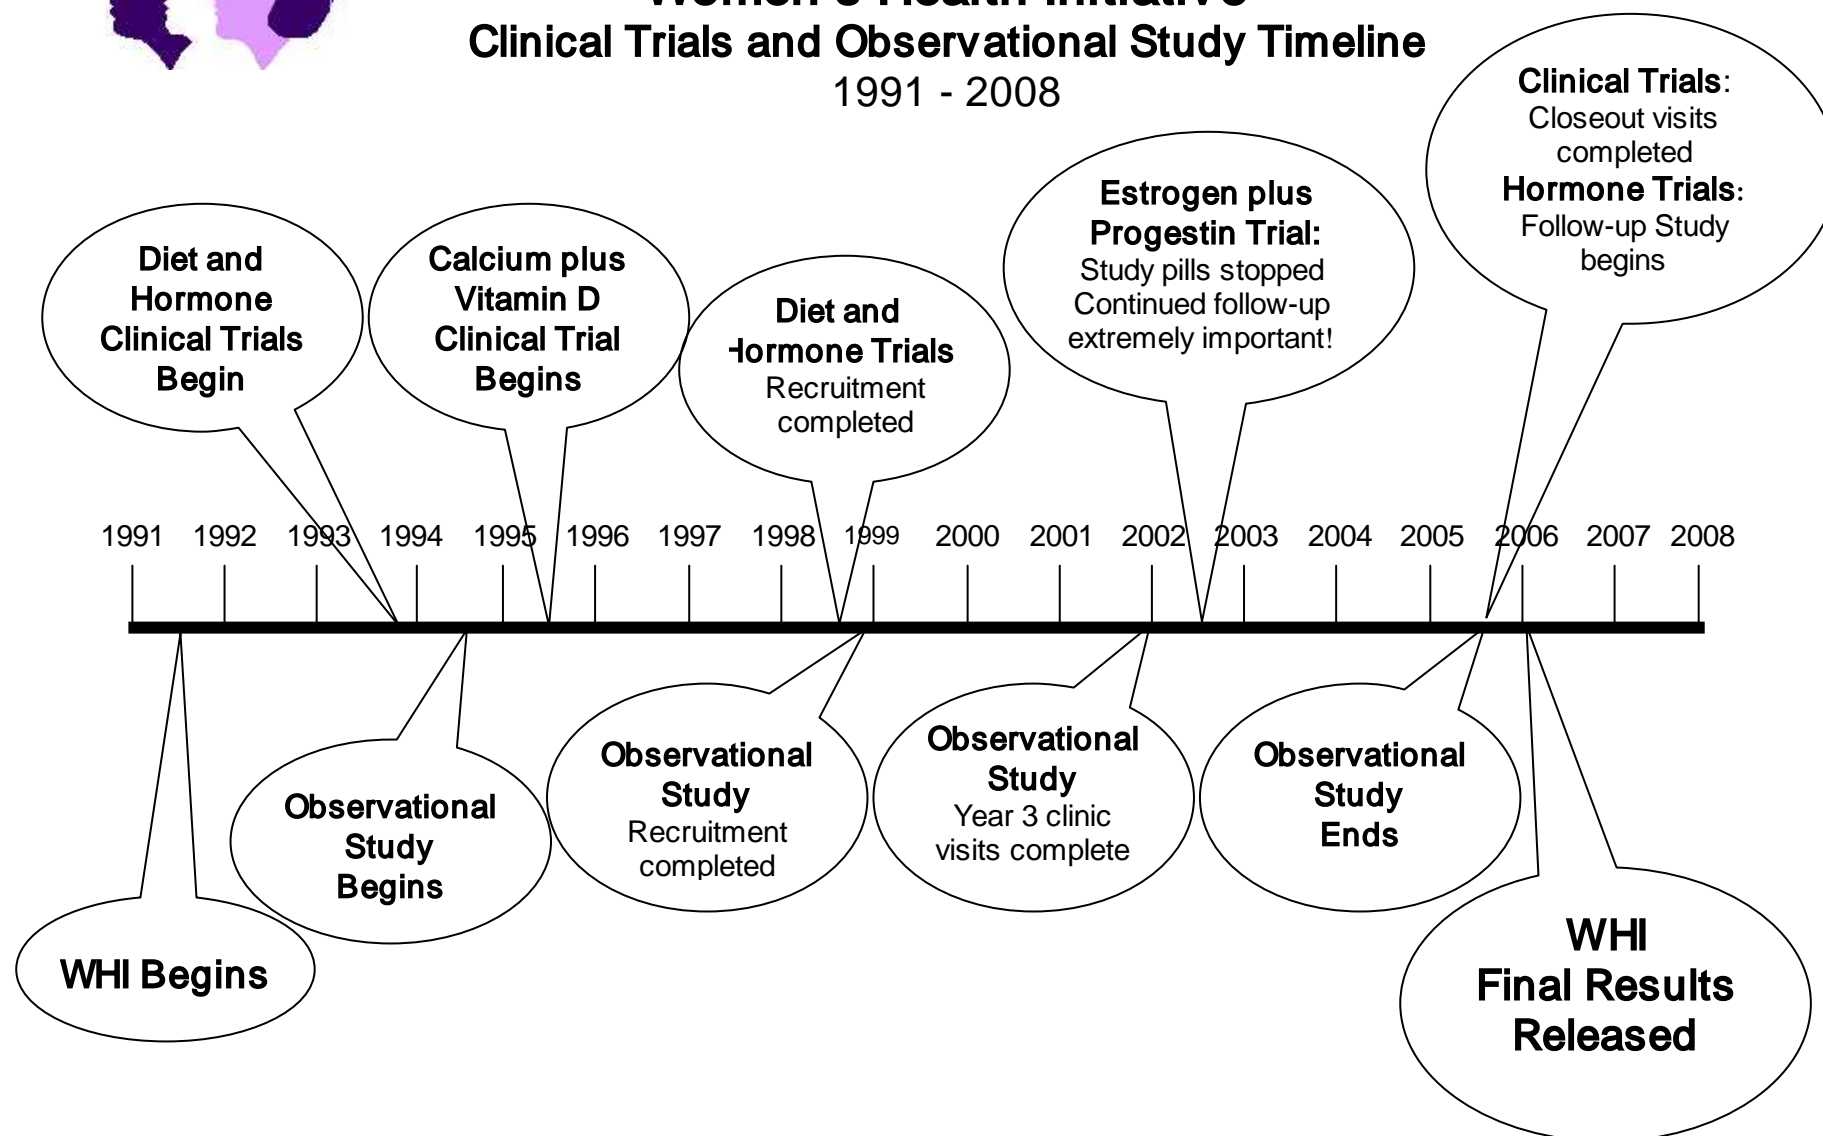 Women's Health Initiative
Clinical Trials and Observational Study Timeline
1991 - 2008
Clinical Trials:
Closeout visits
completed
Hormone Trials:
Follow-up Study
begins
Estrogen plus
Progestin Trial:
Study pills stopped
Continued follow-up
extremely important!
Diet and
Hormone
Clinical Trials
Begin
Calcium plus
Vitamin D
Clinical Trial
Begins
Diet and
Hormone Trials
Recruitment
completed
1991 1992 1993 1994 1995 1996 1997 1998 1999 2000 2001 2002 2003 2004 2005 2006 2007 2008
WHI Begins
Observational
Study
Begins
Observational
Study
Recruitment
completed
Observational
Study
Year 3 clinic
visits complete
Observational
Study
Ends
WHI
Final Results
Released